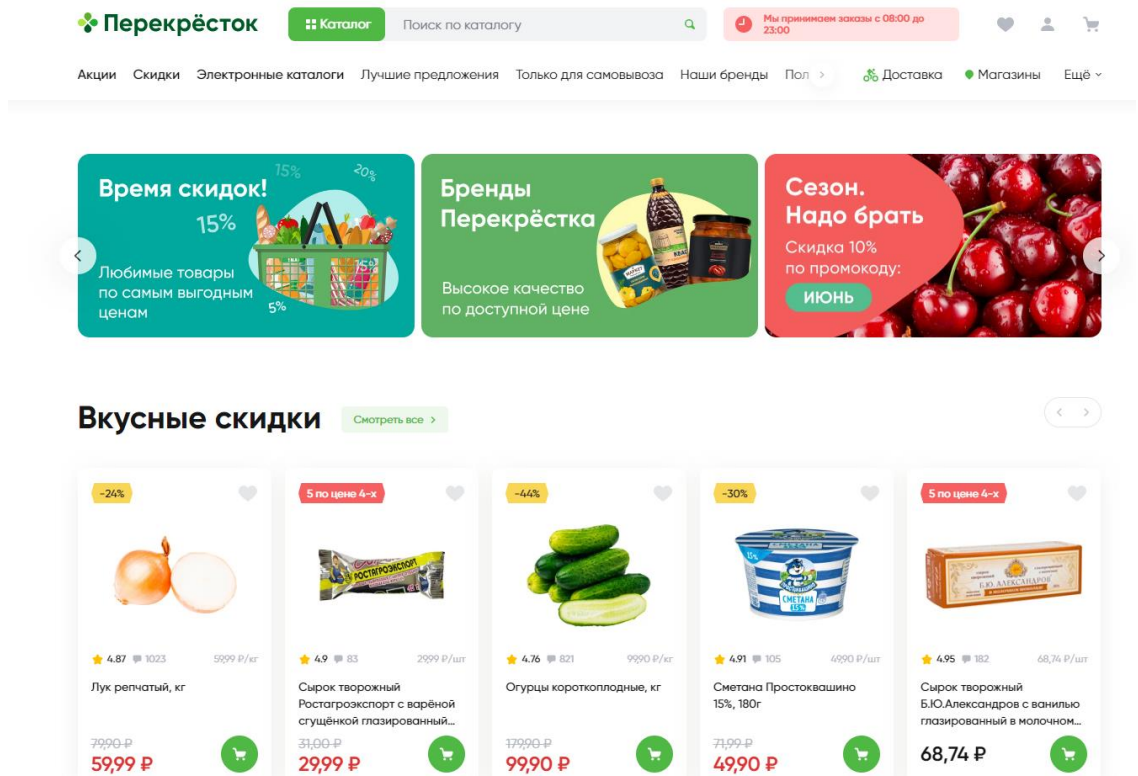 Перекрёсток
Каталог
Поиск по каталогу
Мы принимаем заказы с 08:00 до
23:00
Акции Скидки Электронные каталоги Лучшие предложения Только для самовывоза Наши бренды Пол
Доставка Магазины Ещё
Время скидок!
15%
20%
15%
Любимые товары
по самым выгодным
ценам
15%
5%
Бренды
Перекрёстка
Высокое качество
по доступной цене
Сезон.
Надо брать
Скидка 10%
по промокоду:
ИЮНЬ
Вкусные скидки
Смотреть все
-24%
4.87 1023 59,99 ₽/кг
Лук репчатый, кг
79,90 ₽
59,99 ₽
5 по цене 4-х
РОСТАГРОЭКСПОРТ
4.9 83 29,99 ₽/шт
Сырок творожный
Ростагроэкспорт с варёной
сгущёнкой глазированный...
31,00 ₽
29,99 ₽
-44%
4.76 821 99,90 ₽/кг
Огурцы короткоплодные, кг
179,90 ₽
99,90 ₽
-30%
СМЕТАНА
15%
СМЕТАНА
15%
4.91 105 49,90 ₽/шт
Сметана Простоквашино
15%, 180г
71,99 ₽
49,90 ₽
5 по цене 4-х
Б.Ю. АЛЕКСАНДРОВ
4.95 182 68,74 ₽/шт
Сырок творожный
Б.Ю.Александров с ванилью
глазированный в молочном...
68,74 ₽